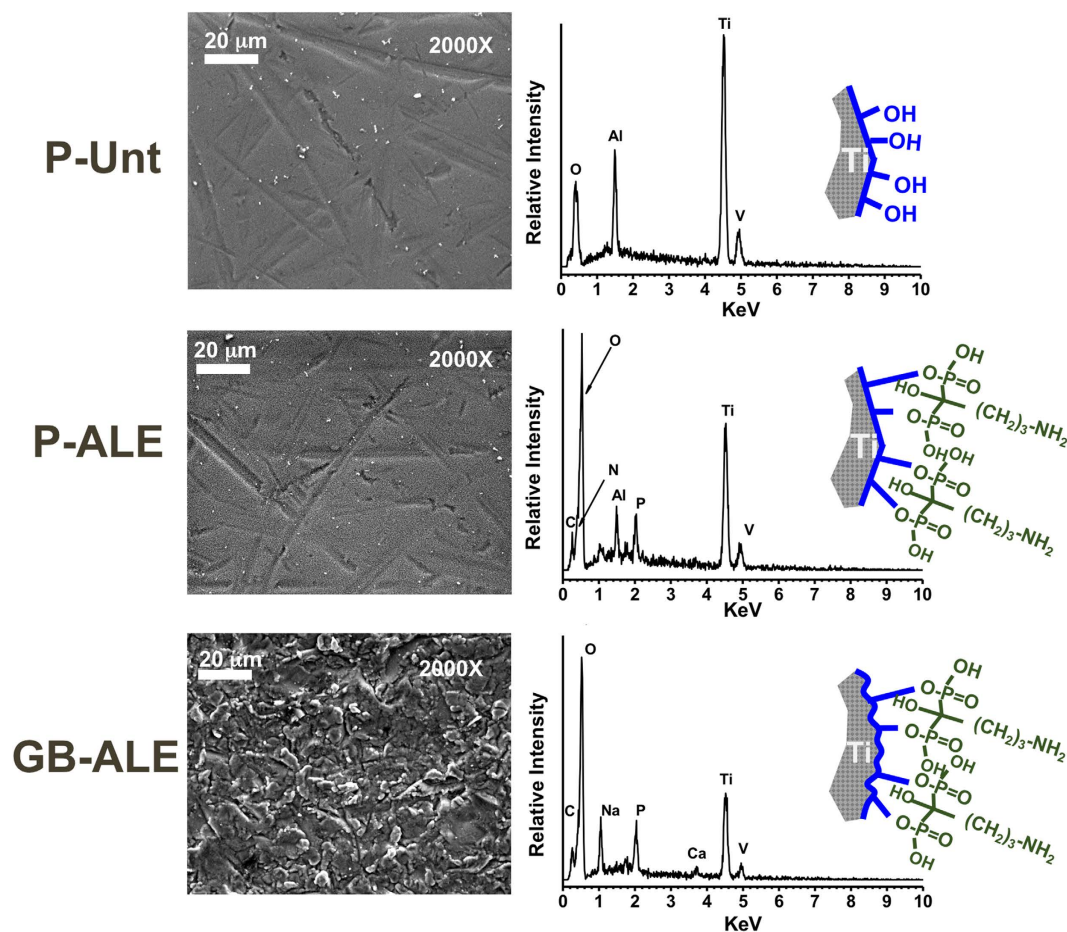 P-Unt
20 μm
2000X
Relative Intensity
O
Al
Ti
V
0 1 2 3 4 5 6 7 8 9 10
KeV
Ti
OH
OH
OH
OH
P-ALE
20 μm
2000X
Relative Intensity
O
N
C
Al
P
Ti
V
0 1 2 3 4 5 6 7 8 9 10
KeV
Ti
OH
O-P=O
HO
(CH2)3-NH2
O-P=O
OH
OH
O-P=O
HO
(CH2)3-NH2
O-P=O
OH
GB-ALE
20 μm
2000X
Relative Intensity
O
C
Na
P
Ca
Ti
V
0 1 2 3 4 5 6 7 8 9 10
KeV
Ti
OH
O-P=O
HO
(CH2)3-NH2
O-P=O
OH
OH
O-P=O
HO
(CH2)3-NH2
O-P=O
OH